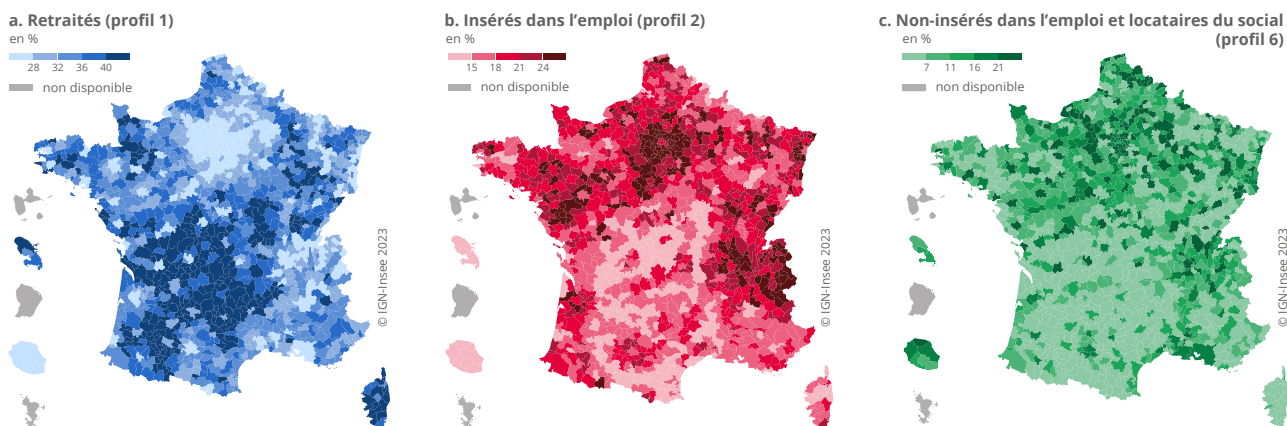 a. Retraités (profil 1)
en %
28 32 36 40
non disponible
© IGN-Insee 2023
b. Insérés dans l’emploi (profil 2)
en %
15 18 21 24
non disponible
© IGN-Insee 2023
c. Non-insérés dans l’emploi et locataires du social
(profil 6)
en %
7 11 16 21
non disponible
© IGN-Insee 2023